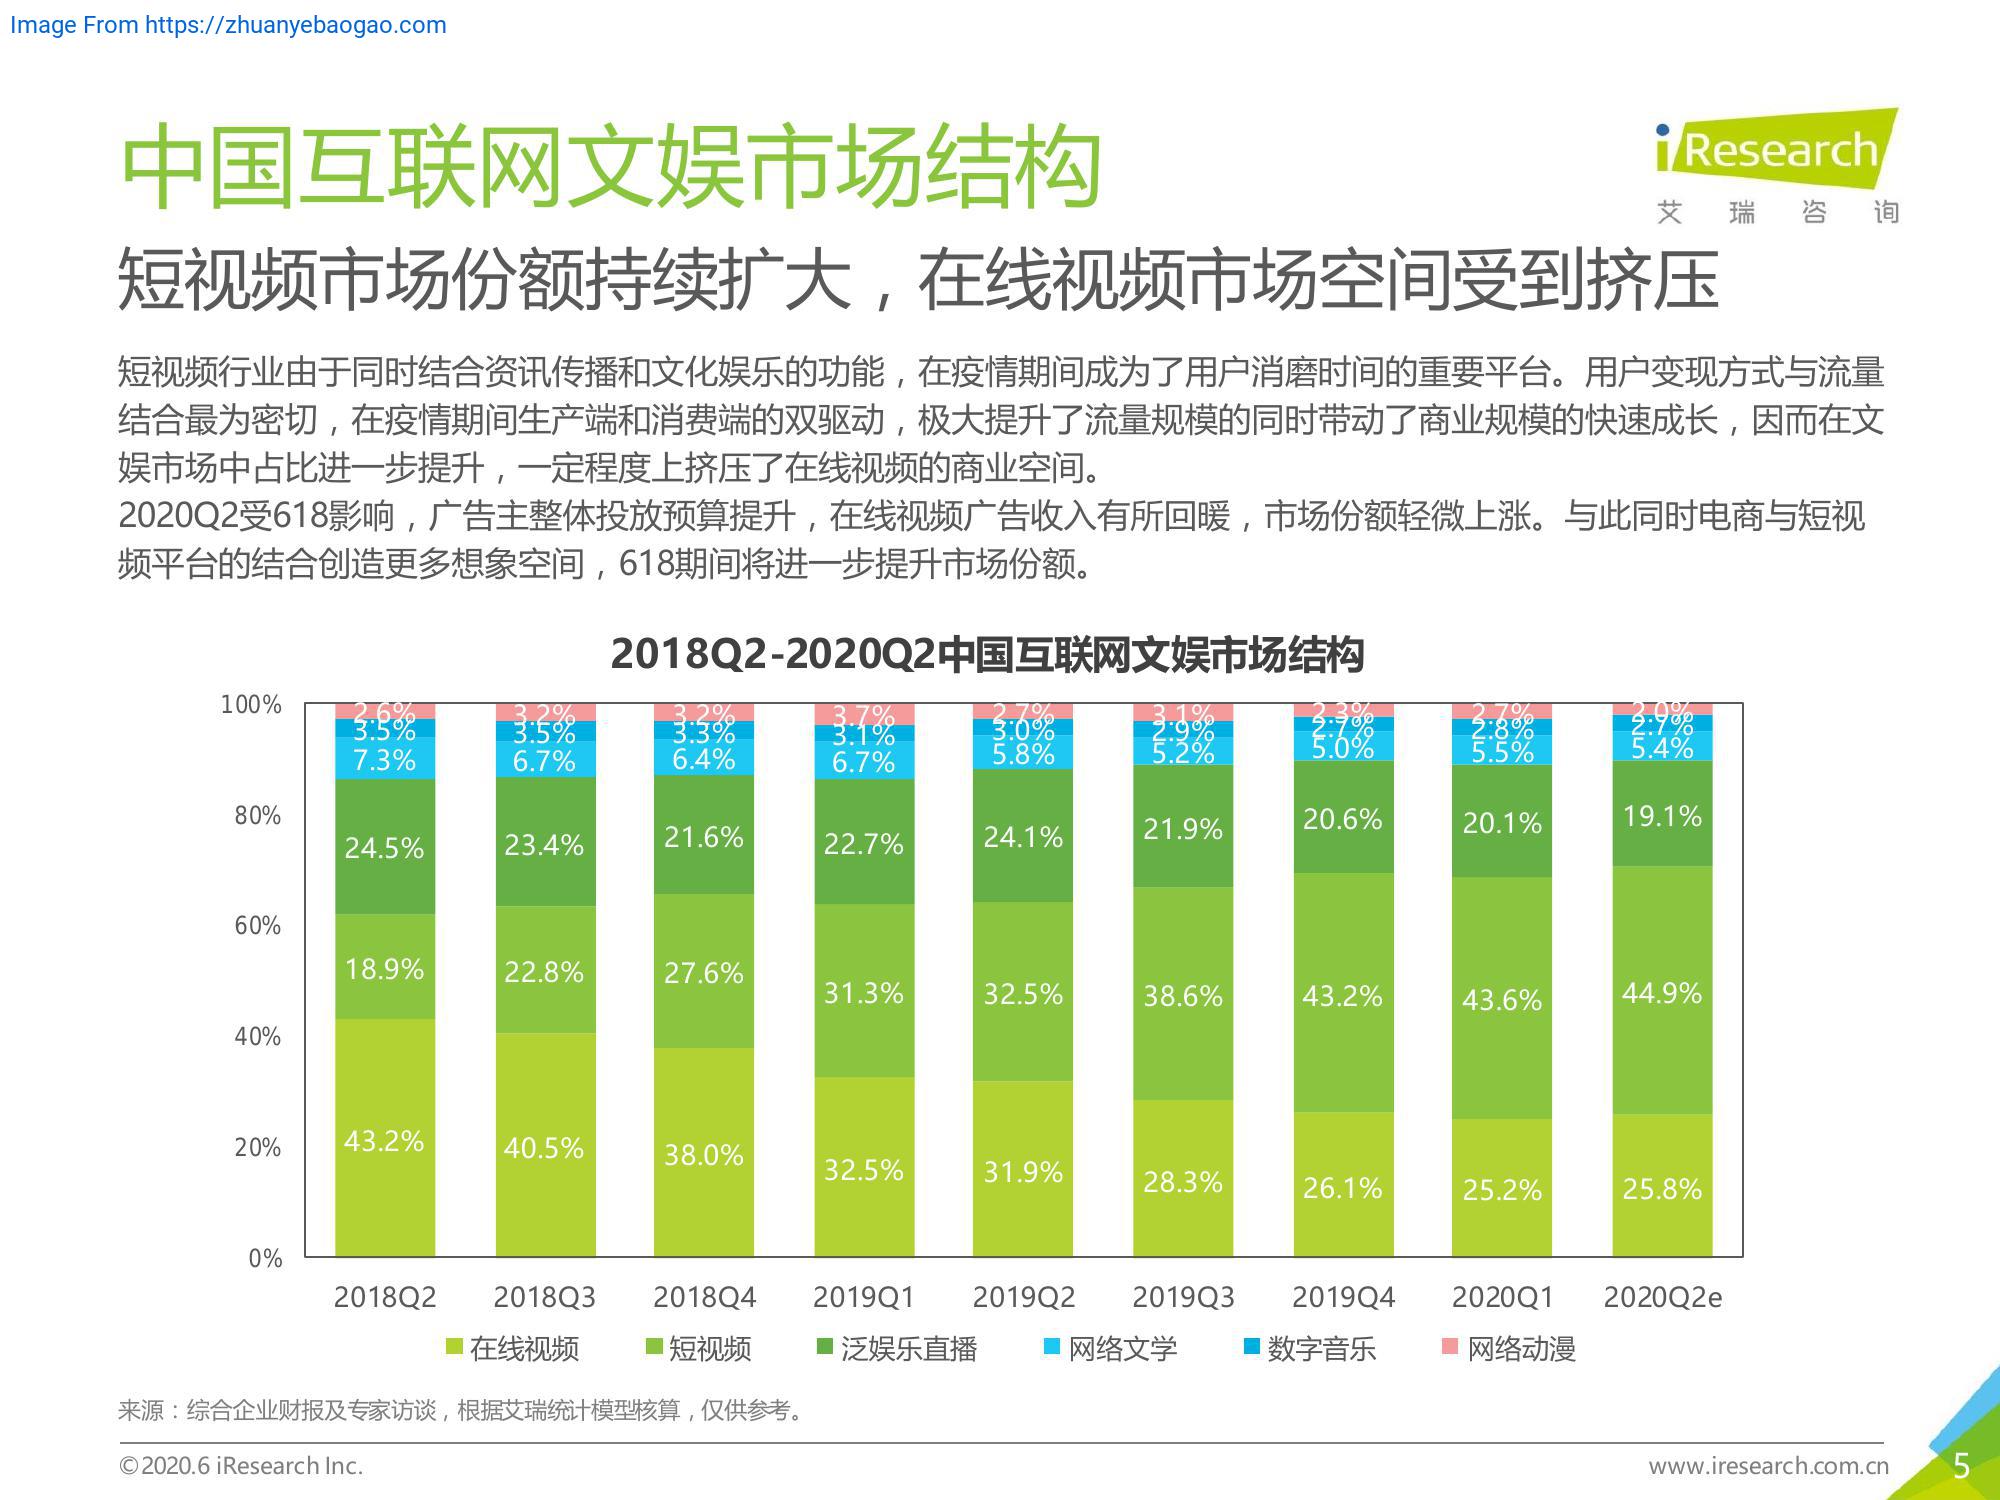 Image From https://zhuanyebaogao.com
中国互联网文娱市场结构
iResearch
艾瑞咨询
短视频市场份额持续扩大，在线视频市场空间受到挤压
短视频行业由于同时结合资讯传播和文化娱乐的功能，在疫情期间成为了用户消磨时间的重要平台。用户变现方式与流量
结合最为密切，在疫情期间生产端和消费端的双驱动，极大提升了流量规模的同时带动了商业规模的快速成长，因而在文
娱市场中占比进一步提升，一定程度上挤压了在线视频的商业空间。
2020Q2受618影响，广告主整体投放预算提升，在线视频广告收入有所回暖，市场份额轻微上涨。与此同时电商与短视
频平台的结合创造更多想象空间，618期间将进一步提升市场份额。
2018Q2-2020Q2中国互联网文娱市场结构
100% 2.6% 3.2% 3.2% 3.7% 2.7% 3.1% 2.3% 2.7% 2.0%
3.5% 3.5% 3.3% 3.1% 3.0% 2.9% 2.7% 2.8% 2.7%
7.3% 6.7% 6.4% 6.7% 5.8% 5.2% 5.0% 5.5% 5.4%
80%
24.5% 23.4% 21.6% 22.7% 24.1% 21.9% 20.6% 20.1% 19.1%
60%
18.9% 22.8% 27.6% 31.3% 32.5% 38.6% 43.2% 43.6% 44.9%
40%
43.2% 40.5% 38.0% 32.5% 31.9% 28.3% 26.1% 25.2% 25.8%
20%
0%
2018Q2 2018Q3 2018Q4 2019Q1 2019Q2 2019Q3 2019Q4 2020Q1 2020Q2e
在线视频 短视频 泛娱乐直播 网络文学 数字音乐 网络动漫
来源：综合企业财报及专家访谈，根据艾瑞统计模型核算，仅供参考。
©2020.6 iResearch Inc.
www.iresearch.com.cn
5